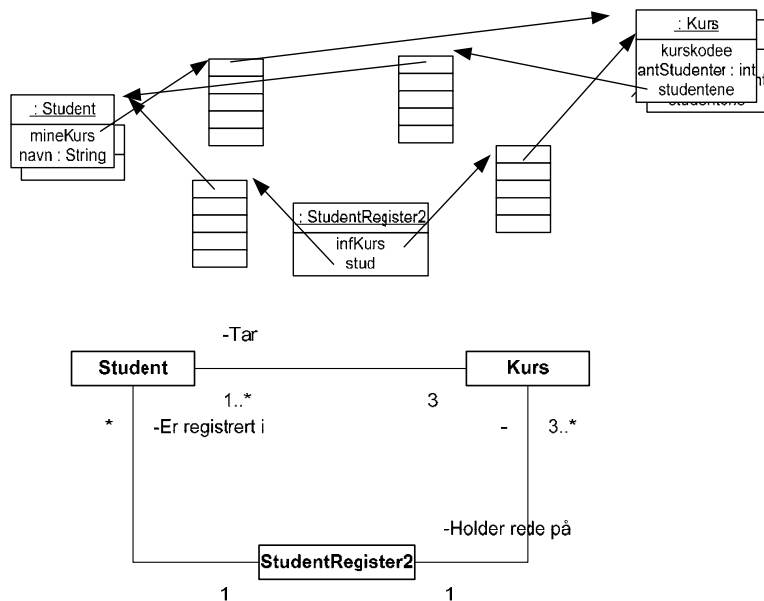 : Kurs
kurskodee
antStudenter : int
studentene
: Student
mineKurs
navn : String
: StudentRegister2
infKurs
stud
-Tar
Student
Kurs
1..*
3
*
-Er registrert i
-
3..*
-Holder rede på
StudentRegister2
1
1